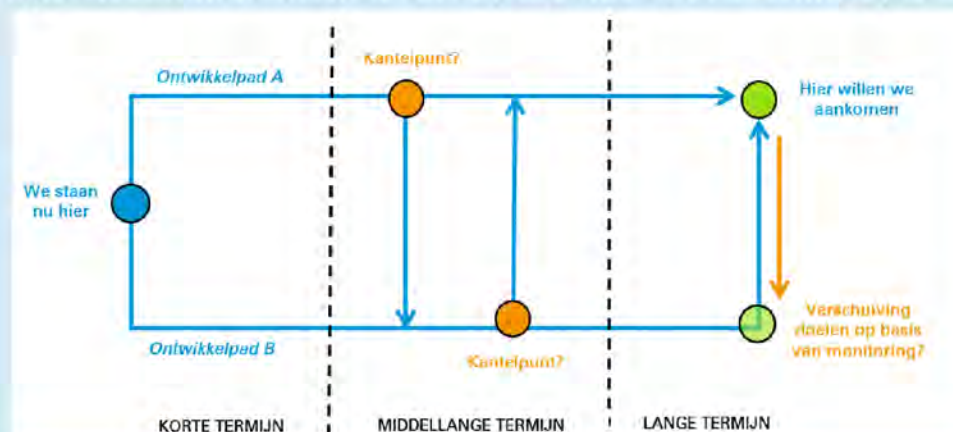 Ontwikkelpad A
Kantelpunt?
Hier willen we
aankomen
We staan
nu hier
Verschuiving
doelen op basis
van monitoring?
Ontwikkelpad B
Kantelpunt?
KORTE TERMIJN
MIDDELLANGE TERMIJN
LANGE TERMIJN